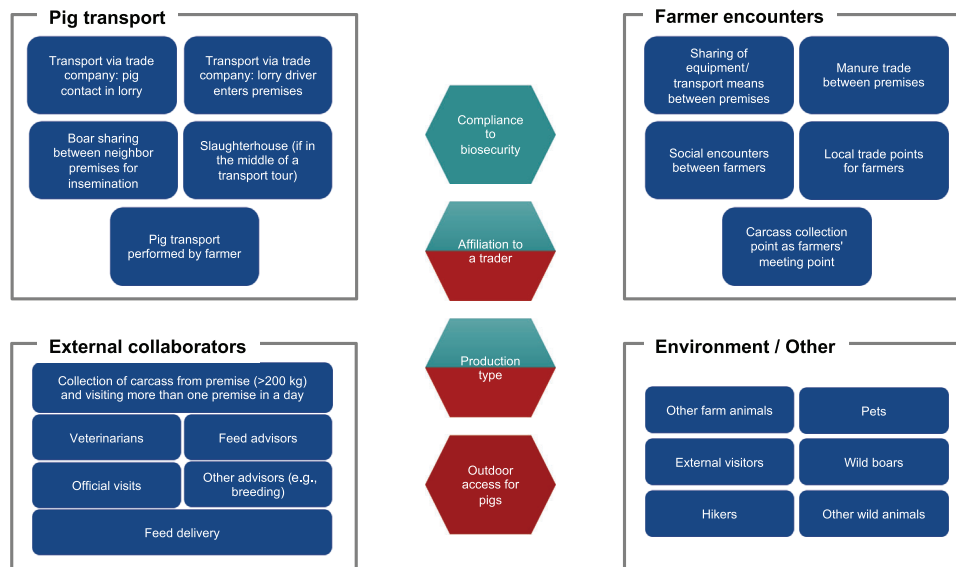 Pig transport
Transport via trade
company: pig
contact in lorry
Transport via trade
company: lorry driver
enters premises
Boar sharing
between neighbor
premises for
insemination
Slaughterhouse (if in
the middle of a
transport tour)
Pig transport
performed by farmer
External collaborators
Collection of carcass from premise (>200 kg)
and visiting more than one premise in a day
Veterinarians
Feed advisors
Official visits
Other advisors (e.g.,
breeding)
Feed delivery
Compliance
to
biosecurity
Affiliation to
a trader
Production
type
Outdoor
access for
pigs
Farmer encounters
Sharing of
equipment/
transport means
between premises
Manure trade
between premises
Social encounters
between farmers
Local trade points
for farmers
Carcass collection
point as farmers'
meeting point
Environment / Other
Other farm animals
Pets
External visitors
Wild boars
Hikers
Other wild animals